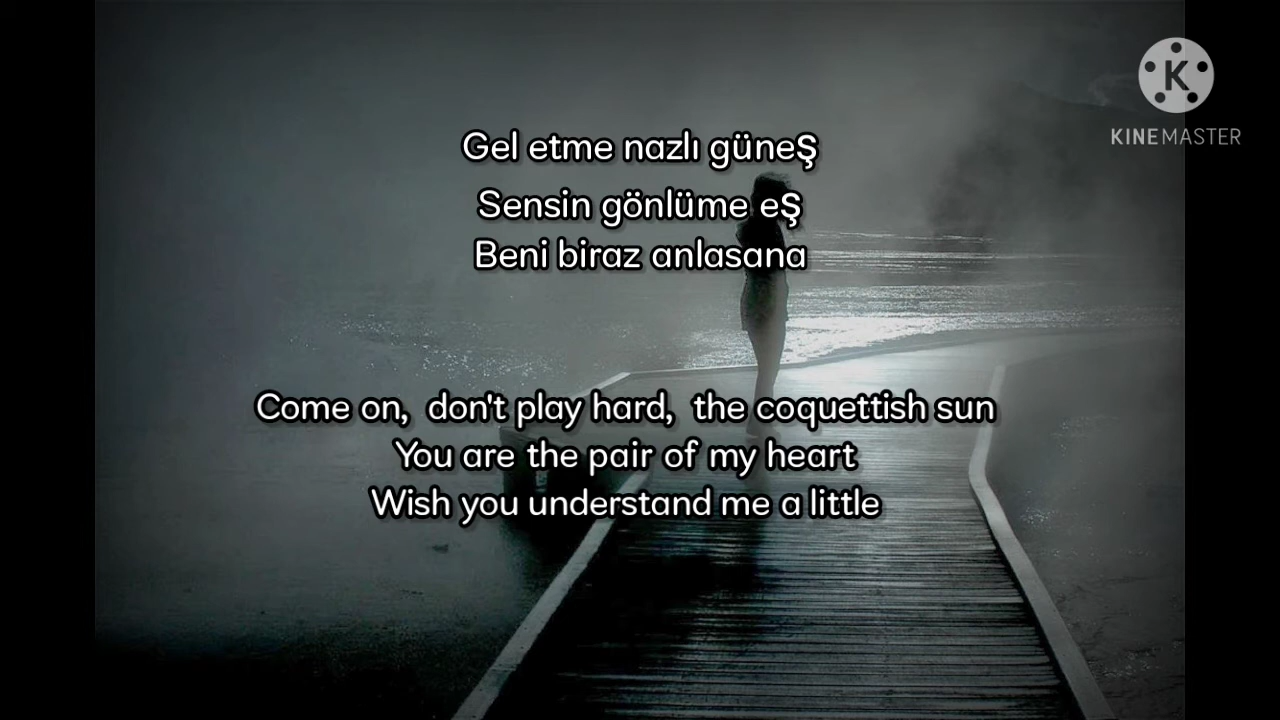 KINEMASTER
Gel etme nazlı güneş
Sensin gönlüme eş
Beni biraz anlasana
Come on, don't play hard, the coquettish sun
You are the pair of my heart
Wish you understand me a little